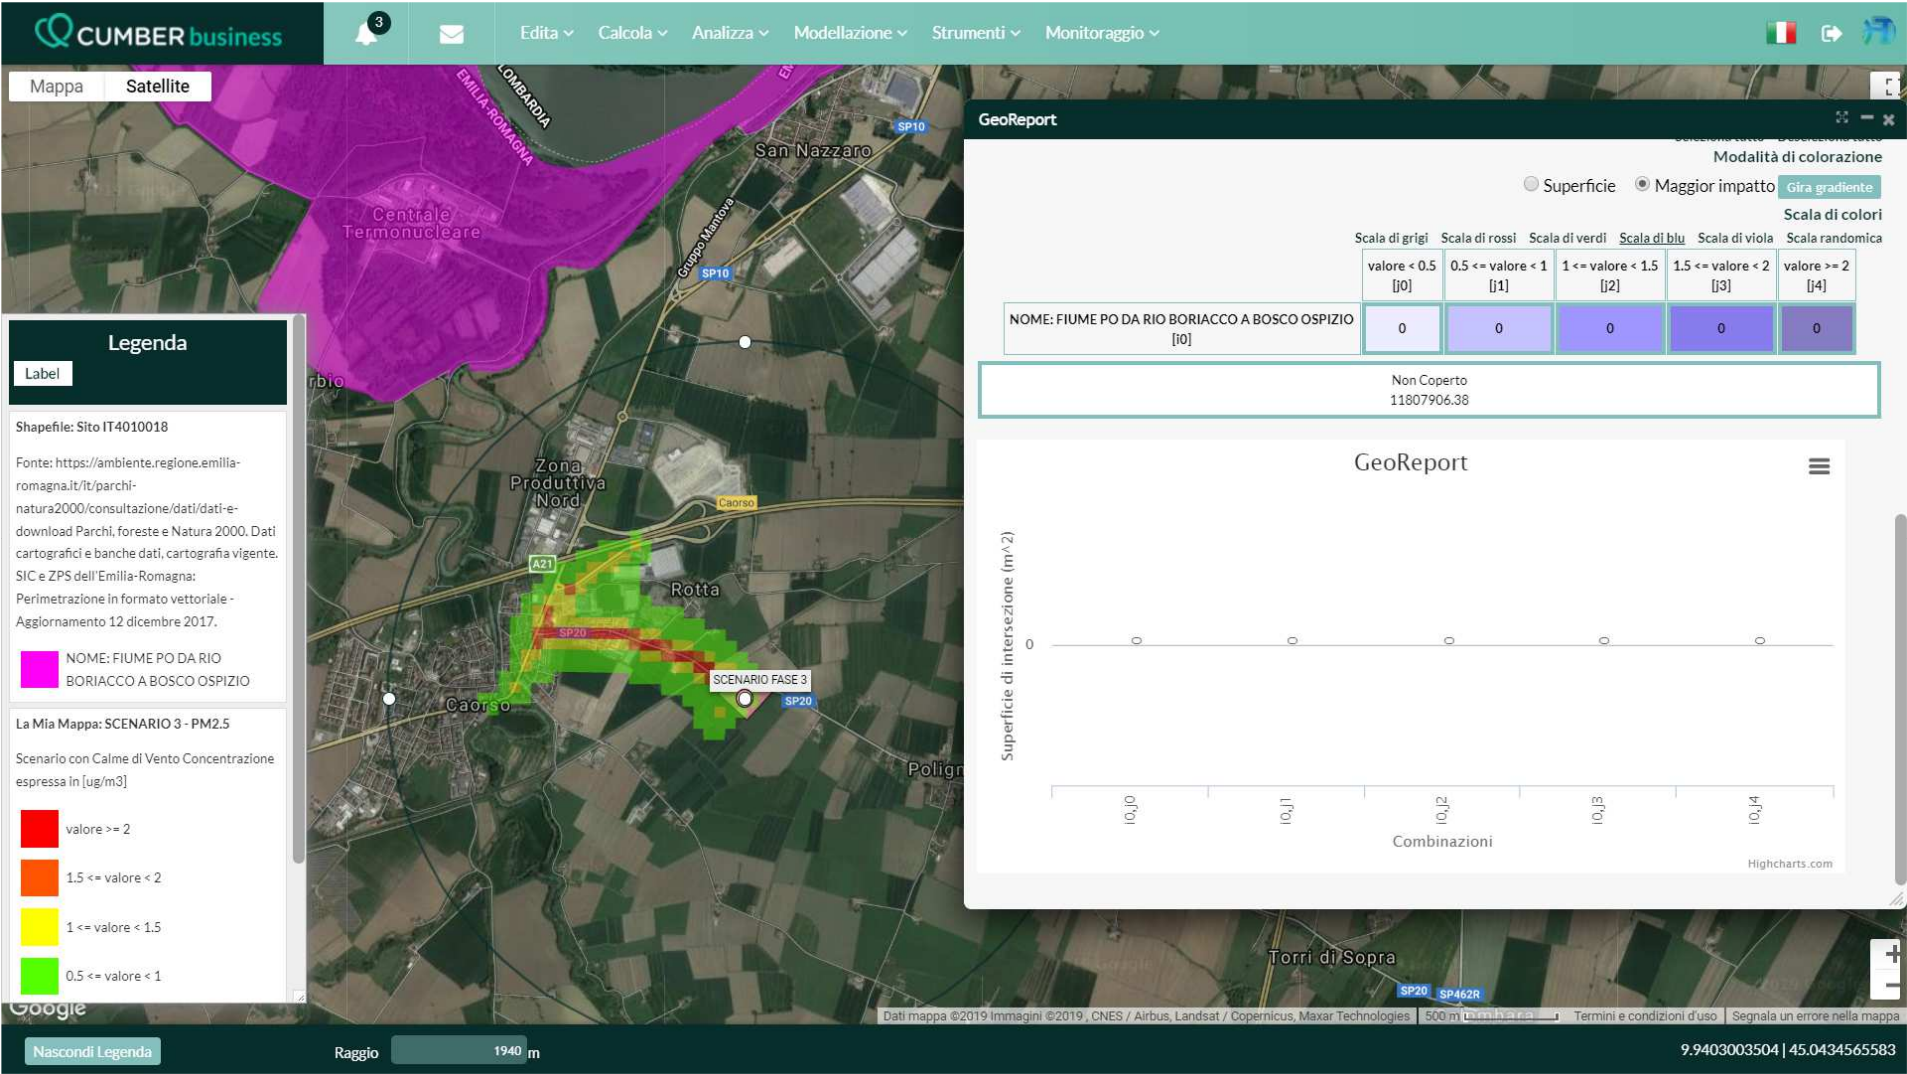 CUMBER business
3
Edita
Calcola
Analizza
Modellazione
Strumenti
Monitoraggio
Mappa
Satellite
LOMBARDIA
EMILIA-ROMAGNA
SP10
San Nazzaro
Centrale
Termonucleare
Gruppo Mantova
SP10
Zona
Produttiva
Nord
Caorso
A21
Rotta
SP20
SCENARIO FASE 3
SP20
Caorso
Polign
Torri di Sopra
SP20
SP462R
Legenda
Label
Shapefile: Sito IT4010018
Fonte: https://ambiente.regione.emilia-
romagna.it/it/parchi-
natura2000/consultazione/dati/dati-e-
download Parchi, foreste e Natura 2000. Dati
cartografici e banche dati, cartografia vigente.
SIC e ZPS dell'Emilia-Romagna:
Perimetrazione in formato vettoriale -
Aggiornamento 12 dicembre 2017.
NOME: FIUME PO DA RIO
BORIACCO A BOSCO OSPIZIO
La Mia Mappa: SCENARIO 3 - PM2.5
Scenario con Calme di Vento Concentrazione
espressa in [ug/m3]
valore >= 2
1.5 <= valore < 2
1 <= valore < 1.5
0.5 <= valore < 1
Google
GeoReport
Modalità di colorazione
Superficie Maggior impatto Gira gradiente
Scala di colori
Scala di grigi Scala di rossi Scala di verdi Scala di blu Scala di viola Scala randomica
valore < 0.5 0.5 <= valore < 1 1 <= valore < 1.5 1.5 <= valore < 2 valore >= 2
[j0] [j1] [j2] [j3] [j4]
NOME: FIUME PO DA RIO BORIACCO A BOSCO OSPIZIO
[i0]
0 0 0 0 0
Non Coperto
11807906.38
GeoReport
Superficie di intersezione (m^2)
0
0 0 0 0 0
i0,j0 i0,j1 i0,j2 i0,j3 i0,j4
Combinazioni
Highcharts.com
Dati mappa ©2019 Immagini ©2019 , CNES / Airbus, Landsat / Copernicus, Maxar Technologies
500 m
Termini e condizioni d'uso
Segnala un errore nella mappa
Nascondi Legenda
Raggio 1940 m
9.9403003504 | 45.0434565583